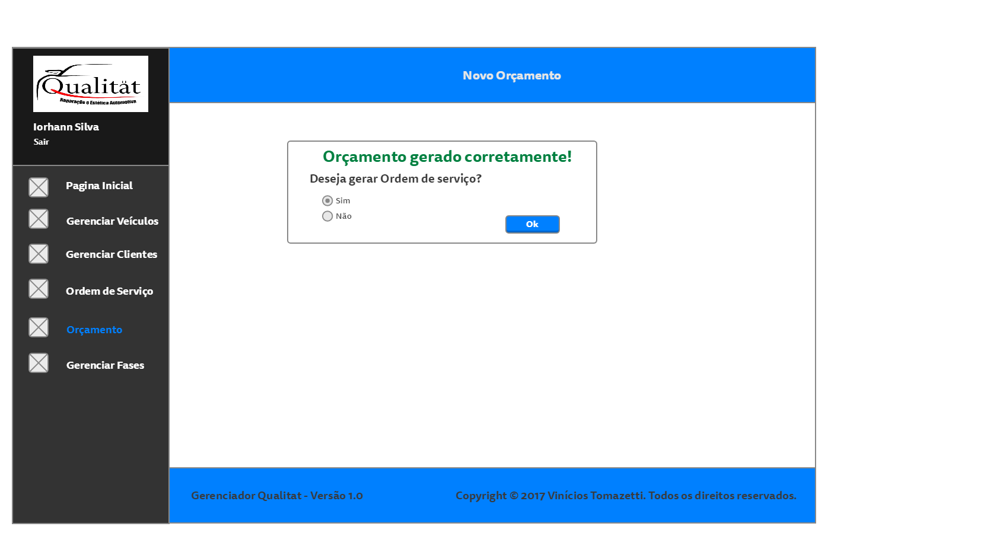 Qualität
Reparação e Estética Automotiva
Iorhann Silva
Sair
Pagina Inicial
Gerenciar Veículos
Gerenciar Clientes
Ordem de Serviço
Orçamento
Gerenciar Fases
Novo Orçamento
Orçamento gerado corretamente!
Deseja gerar Ordem de serviço?
Sim
Não
Ok
Gerenciador Qualitat - Versão 1.0
Copyright © 2017 Vinícios Tomazetti. Todos os direitos reservados.